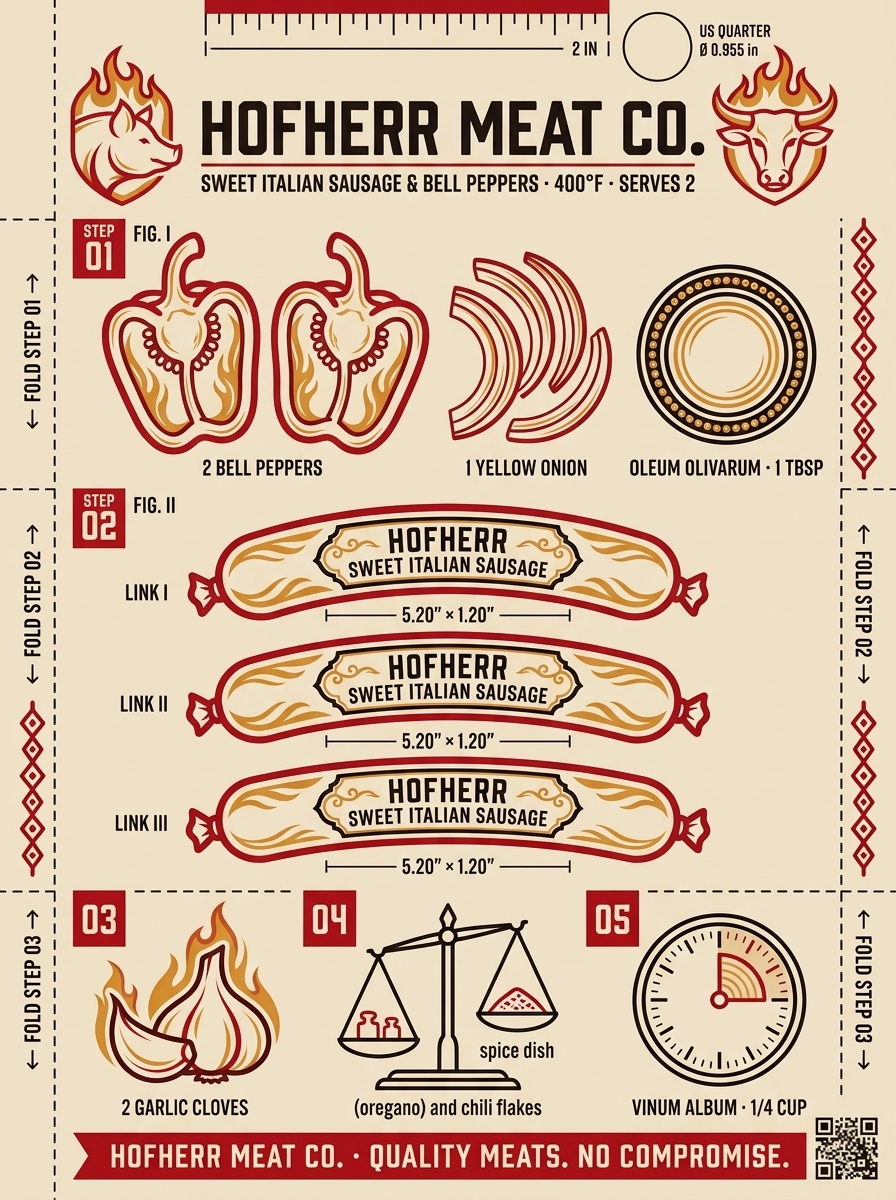 2 IN
US QUARTER
Ø 0.955 in
HOFHERR MEAT CO.
SWEET ITALIAN SAUSAGE & BELL PEPPERS · 400°F · SERVES 2
STEP
01
FIG. I
← FOLD STEP 01 →
2 BELL PEPPERS
1 YELLOW ONION
OLEUM OLIVARUM · 1 TBSP
STEP
02
FIG. II
← FOLD STEP 02 →
← FOLD STEP 02 →
LINK I
HOFHERR
SWEET ITALIAN SAUSAGE
5.20" × 1.20"
LINK II
HOFHERR
SWEET ITALIAN SAUSAGE
5.20" × 1.20"
LINK III
HOFHERR
SWEET ITALIAN SAUSAGE
5.20" × 1.20"
← FOLD STEP 03 →
← FOLD STEP 03 →
03
2 GARLIC CLOVES
04
spice dish
(oregano) and chili flakes
05
VINUM ALBUM · 1/4 CUP
HOFHERR MEAT CO. · QUALITY MEATS. NO COMPROMISE.